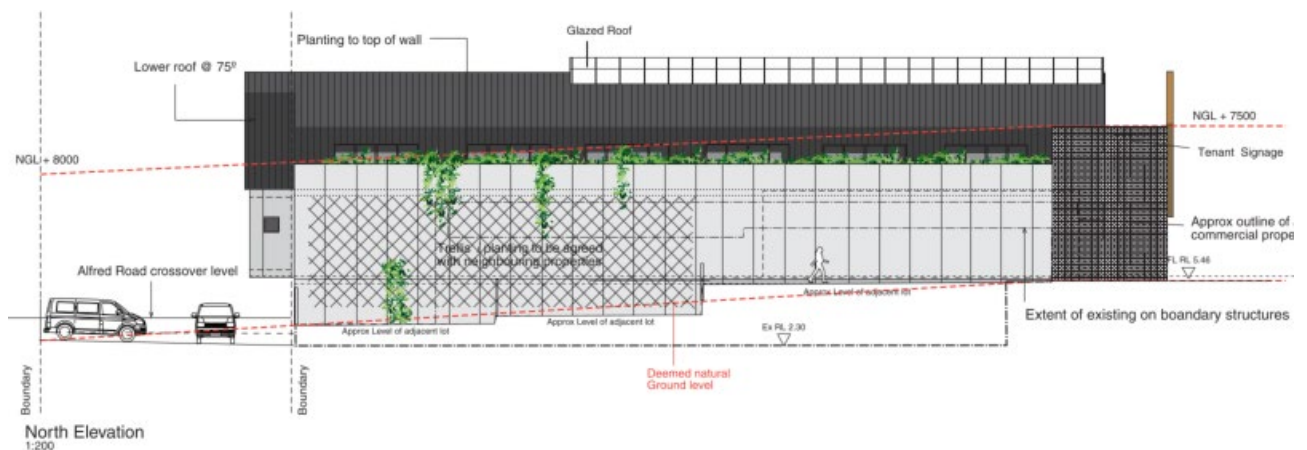 Glazed Roof
Planting to top of wall
Lower roof @ 75º
NGL + 7500
NGL + 8000
Tenant Signage
Approx outline of
commercial prope
Trellis / planting to be agreed
with neighbouring properties
FL RL 5.46
Alfred Road crossover level
Approx Level of adjacent lots
Extent of existing on boandary structures
Approx Level of adjacent lot
Approx Level of adjacent lot
Ex RL 2.30
Deemed natural
Ground level
Boundary
Boundary
North Elevation
1:200